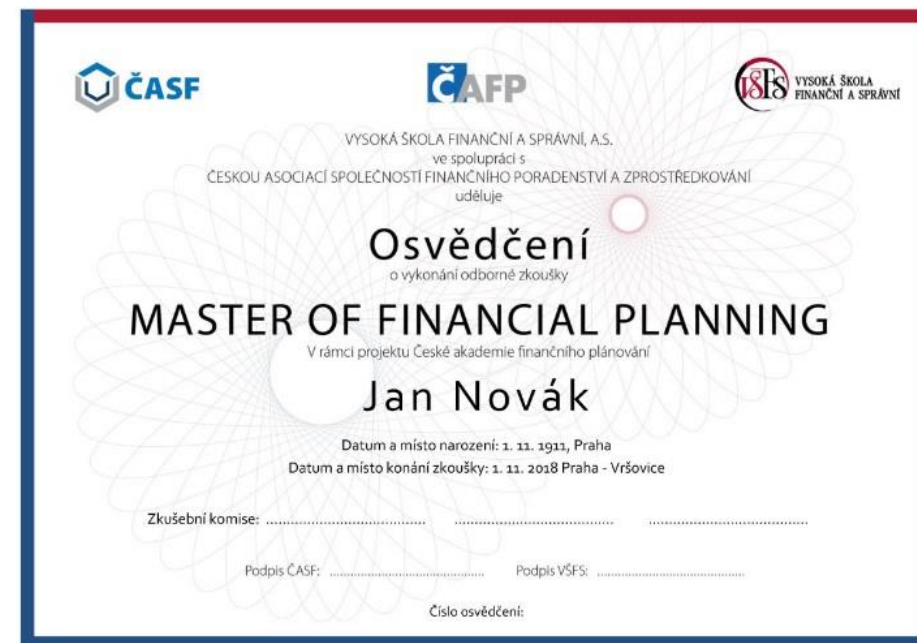 ČASF
ČAFP
VŠFS
VYSOKÁ ŠKOLA
FINANČNÍ A SPRÁVNÍ
VYSOKÁ ŠKOLA FINANČNÍ A SPRÁVNÍ, A.S.
ve spolupráci s
ČESKOU ASOCIACÍ SPOLEČNOSTÍ FINANČNÍHO PORADENSTVÍ A ZPROSTŘEDKOVÁNÍ
uděluje
Osvědčení
o vykonání odborné zkoušky
MASTER OF FINANCIAL PLANNING
V rámci projektu České akademie finančního plánování
Jan Novák
Datum a místo narození: 1. 11. 1911, Praha
Datum a místo konání zkoušky: 1. 11. 2018 Praha - Vršovice
Zkušební komise: ...................................... ...................................... ......................................
Podpis ČASF: ...................................... Podpis VŠFS: ......................................
Číslo osvědčení: